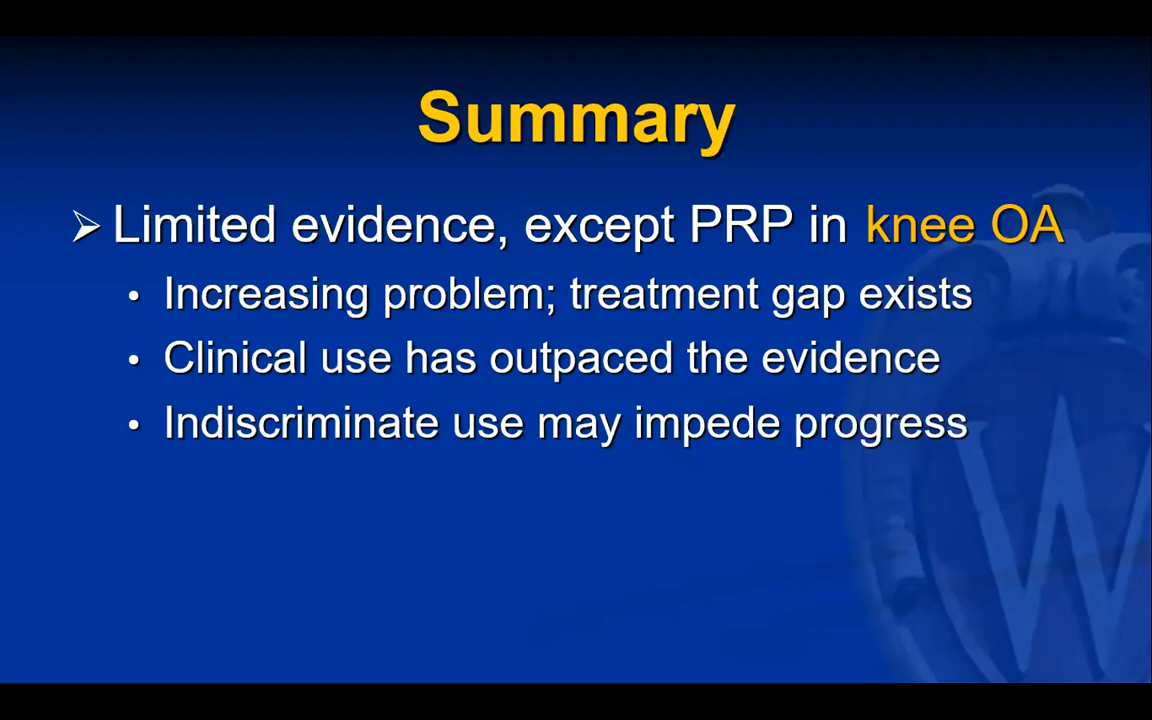 Summary
➢ Limited evidence, except PRP in knee OA
• Increasing problem; treatment gap exists
• Clinical use has outpaced the evidence
• Indiscriminate use may impede progress
W